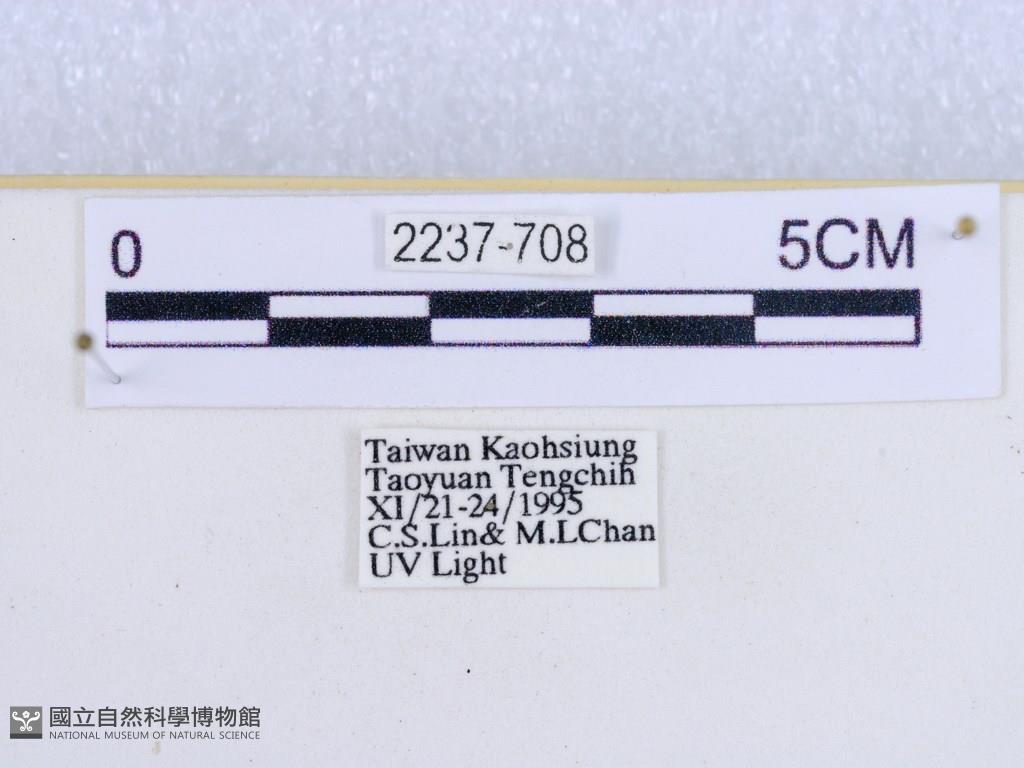 0 2237-708 5CM
Taiwan Kaohsiung
Taoyuan Tengchih
XI/21-24/1995
C.S.Lin& M.LChan
UV Light
國立自然科學博物館
NATIONAL MUSEUM OF NATURAL SCIENCE